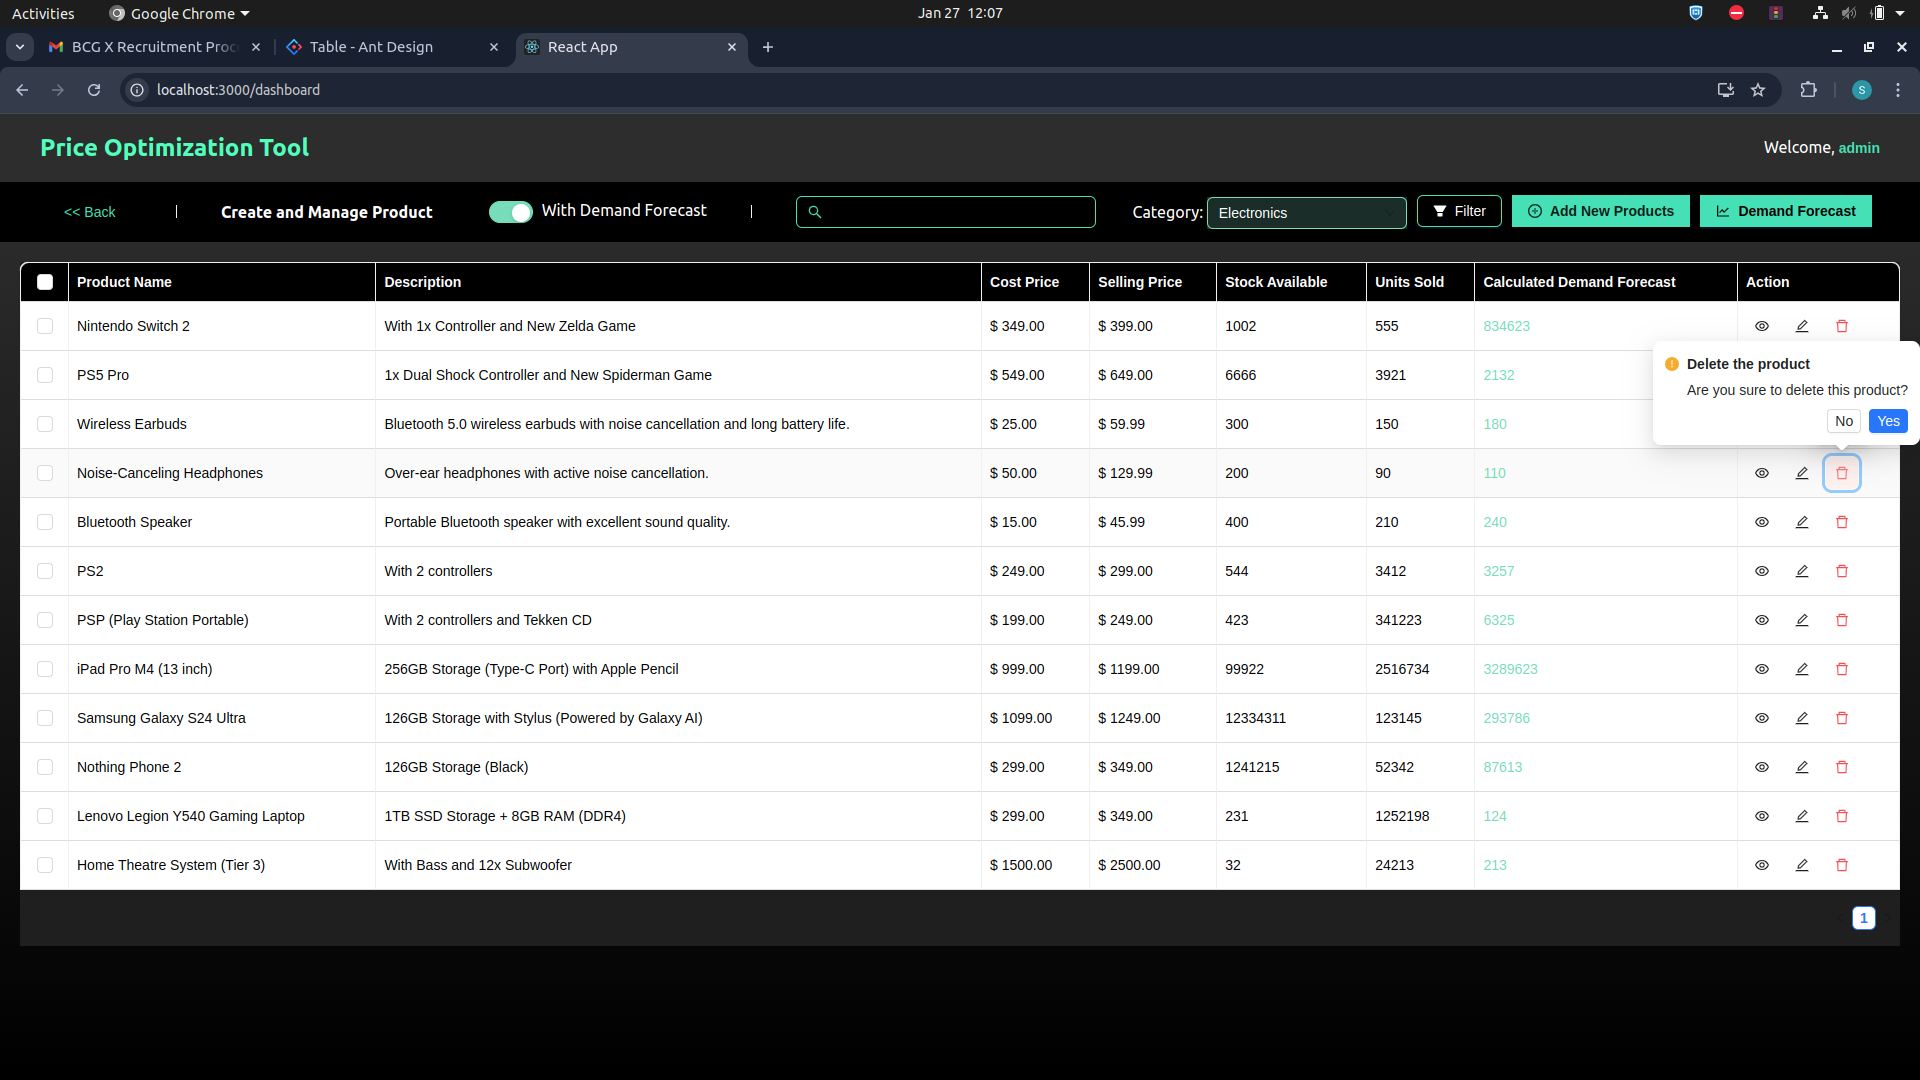 Activities Google Chrome Jan 27 12:07
BCG X Recruitment Proc Table - Ant Design React App
localhost:3000/dashboard S
Price Optimization Tool Welcome, admin
<< Back | Create and Manage Product With Demand Forecast | Category: Electronics Filter Add New Products Demand Forecast
Product Name Description Cost Price Selling Price Stock Available Units Sold Calculated Demand Forecast Action
Nintendo Switch 2 With 1x Controller and New Zelda Game $ 349.00 $ 399.00 1002 555 834623
Delete the product
PS5 Pro 1x Dual Shock Controller and New Spiderman Game $ 549.00 $ 649.00 6666 3921 2132
Are you sure to delete this product?
No Yes
Wireless Earbuds Bluetooth 5.0 wireless earbuds with noise cancellation and long battery life. $ 25.00 $ 59.99 300 150 180
Noise-Canceling Headphones Over-ear headphones with active noise cancellation. $ 50.00 $ 129.99 200 90 110
Bluetooth Speaker Portable Bluetooth speaker with excellent sound quality. $ 15.00 $ 45.99 400 210 240
PS2 With 2 controllers $ 249.00 $ 299.00 544 3412 3257
PSP (Play Station Portable) With 2 controllers and Tekken CD $ 199.00 $ 249.00 423 341223 6325
iPad Pro M4 (13 inch) 256GB Storage (Type-C Port) with Apple Pencil $ 999.00 $ 1199.00 99922 2516734 3289623
Samsung Galaxy S24 Ultra 126GB Storage with Stylus (Powered by Galaxy AI) $ 1099.00 $ 1249.00 12334311 123145 293786
Nothing Phone 2 126GB Storage (Black) $ 299.00 $ 349.00 1241215 52342 87613
Lenovo Legion Y540 Gaming Laptop 1TB SSD Storage + 8GB RAM (DDR4) $ 299.00 $ 349.00 231 1252198 124
Home Theatre System (Tier 3) With Bass and 12x Subwoofer $ 1500.00 $ 2500.00 32 24213 213
1